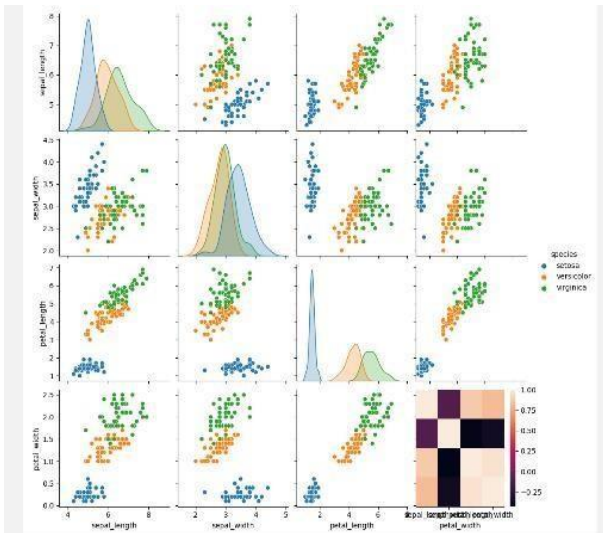 sepal_length
8
7
6
5
sepal_width
4.5
4.0
3.5
3.0
2.5
2.0
species
setosa
versicolor
virginica
petal_length
7
6
5
4
3
2
1
petal_width
2.5
2.0
1.5
1.0
0.5
0.0
1.00
0.75
0.50
0.25
0.00
−0.25
4 6 8
2 3 4 5
2 4 6
sepal_length
sepal_width
petal_length
petal_width